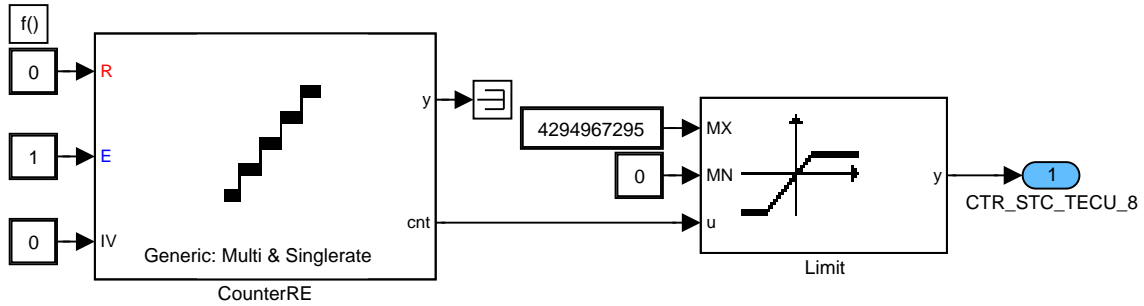 f()
0
R
1
E
0
IV
y
cnt
Generic: Multi & Singlerate
CounterRE
4294967295
MX
0
MN
u
y
Limit
1
CTR_STC_TECU_8